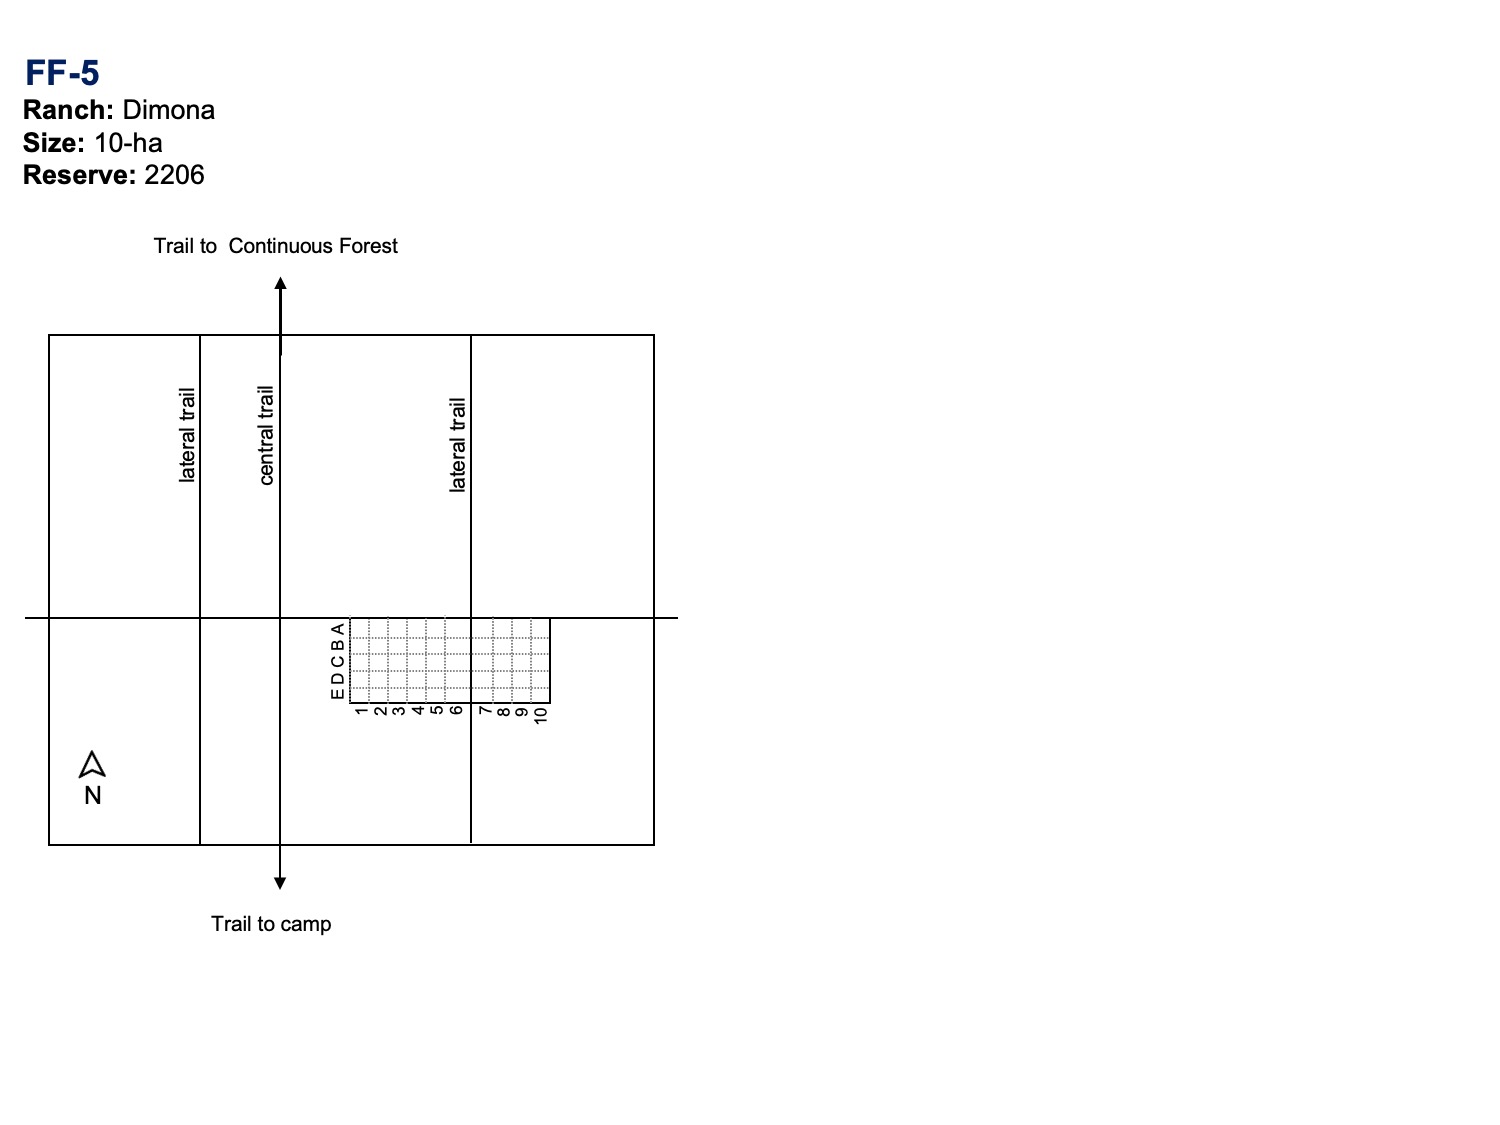 FF-5
Ranch: Dimona
Size: 10-ha
Reserve: 2206
Trail to  Continuous Forest
lateral trail
central trail
lateral trail
E D C B A
1 2 3 4 5 6 7 8 9 10
N
Trail to camp